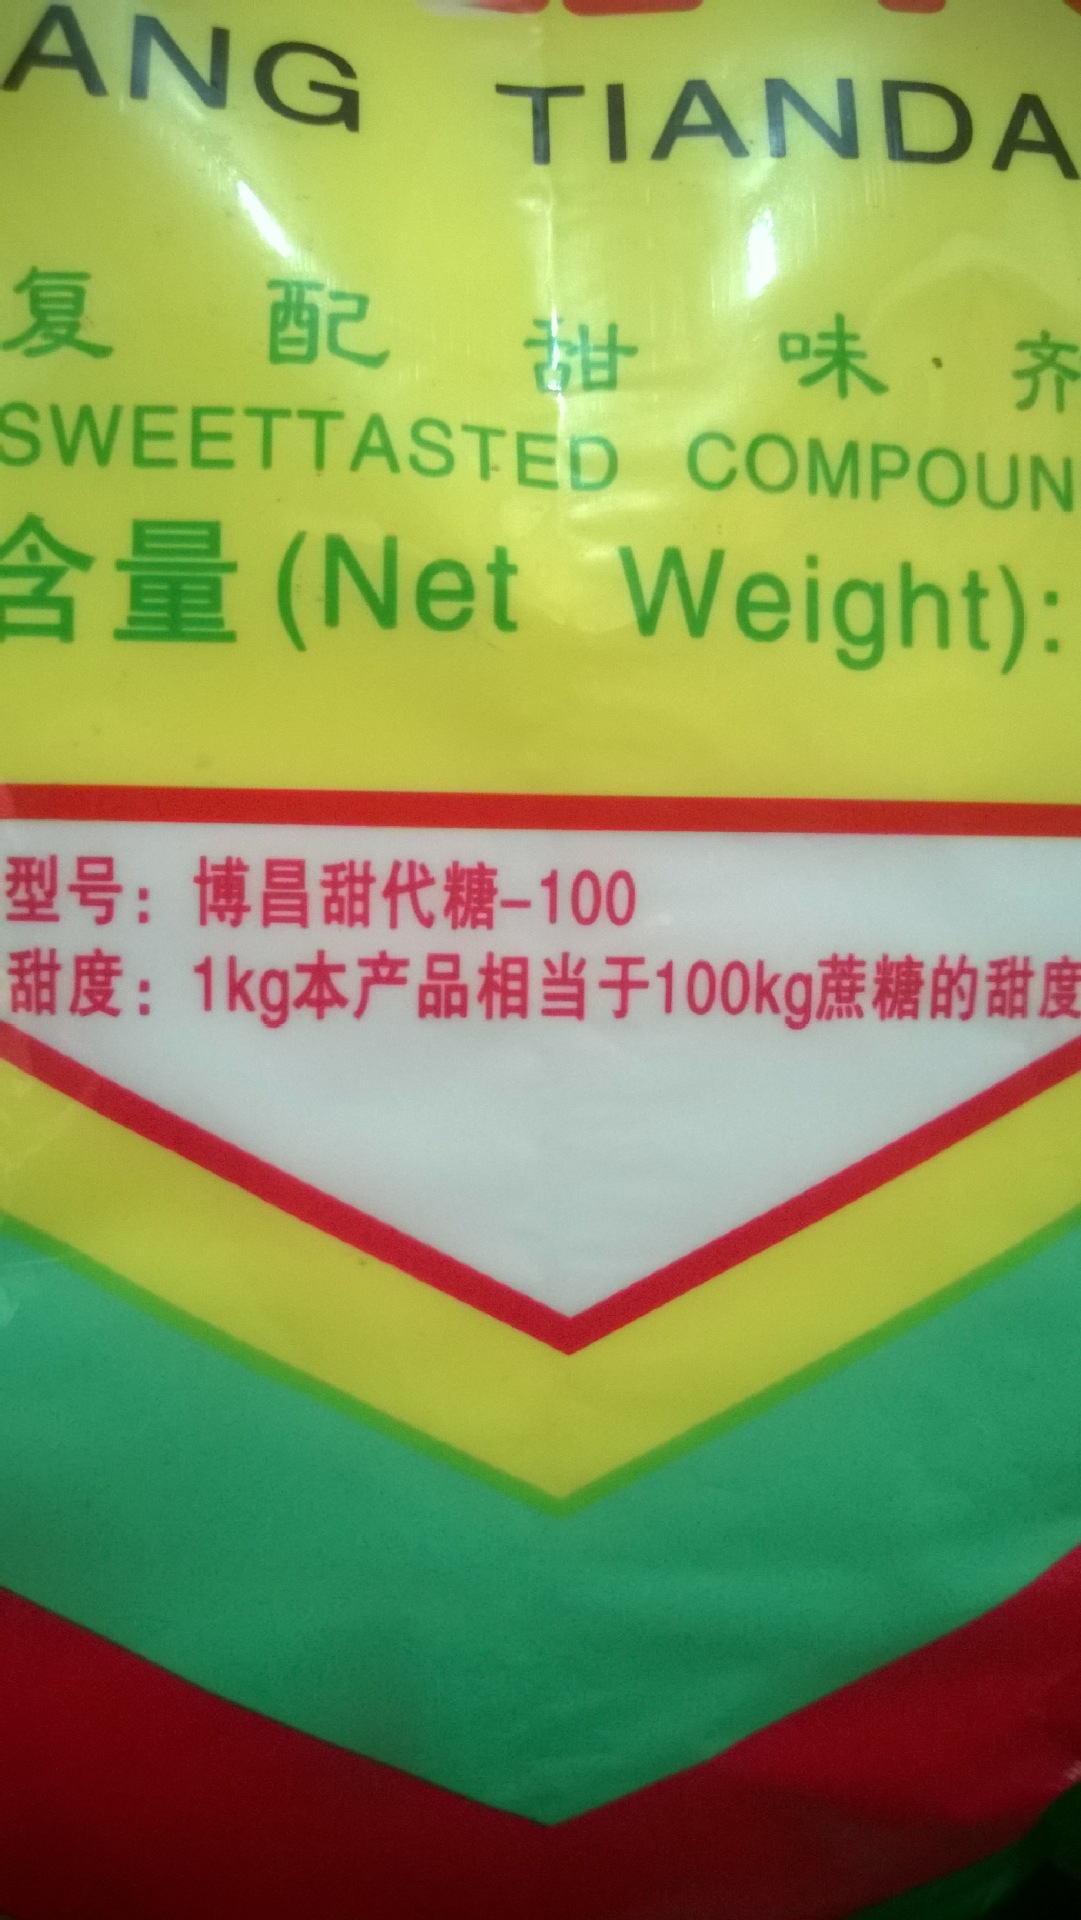 ANG TIANDA
复配甜味剂
SWEETTASTED COMPOUN
含量(Net Weight):
型号：博昌甜代糖-100
甜度：1kg本产品相当于100kg蔗糖的甜度